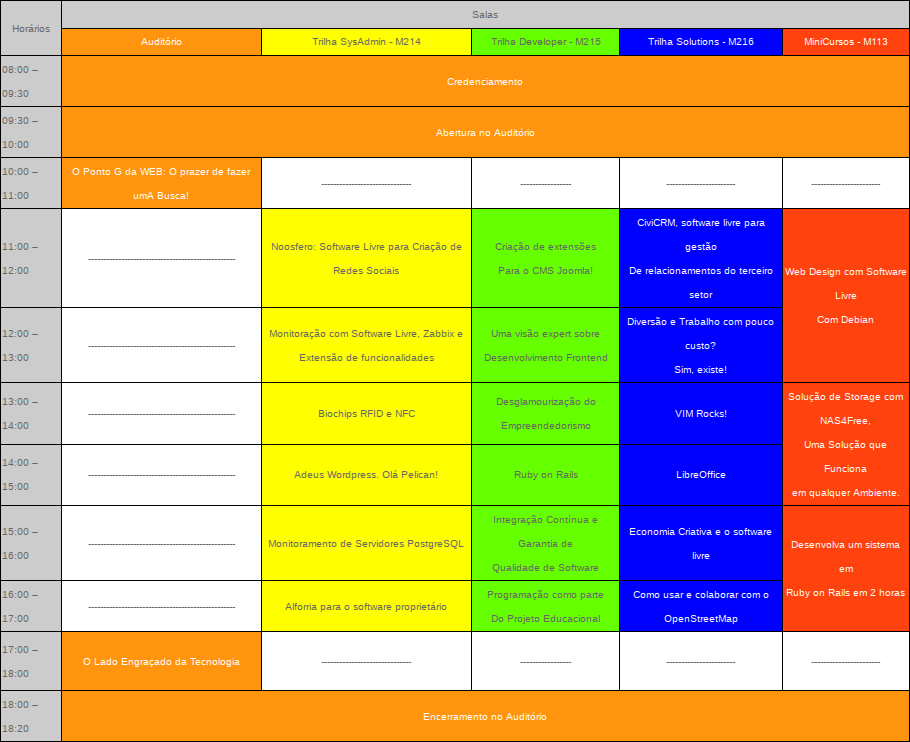 Horários
Salas
Auditório
Trilha SysAdmin - M214
Trilha Developer - M215
Trilha Solutions - M216
MiniCursos - M113
08:00 –
09:30
Credenciamento
09:30 –
10:00
Abertura no Auditório
10:00 –
11:00
O Ponto G da WEB: O prazer de fazer
umA Busca!
------------------------------
-----------------
-----------------------
-----------------------
11:00 –
12:00
-------------------------------------------------
Noosfero: Software Livre para Criação de
Redes Sociais
Criação de extensões
Para o CMS Joomla!
CiviCRM, software livre para
gestão
De relacionamentos do terceiro
setor
Web Design com Software
Livre
Com Debian
12:00 –
13:00
-------------------------------------------------
Monitoração com Software Livre, Zabbix e
Extensão de funcionalidades
Uma visão expert sobre
Desenvolvimento Frontend
Diversão e Trabalho com pouco
custo?
Sim, existe!
13:00 –
14:00
-------------------------------------------------
Biochips RFID e NFC
Desglamourização do
Empreendedorismo
VIM Rocks!
Solução de Storage com
NAS4Free,
Uma Solução que
Funciona
em qualquer Ambiente.
14:00 –
15:00
-------------------------------------------------
Adeus Wordpress. Olá Pelican!
Ruby on Rails
LibreOffice
15:00 –
16:00
-------------------------------------------------
Monitoramento de Servidores PostgreSQL
Integração Contínua e
Garantia de
Qualidade de Software
Economia Criativa e o software
livre
Desenvolva um sistema
em
Ruby on Rails em 2 horas
16:00 –
17:00
-------------------------------------------------
Alforria para o software proprietário
Programação como parte
Do Projeto Educacional
Como usar e colaborar com o
OpenStreetMap
17:00 –
18:00
O Lado Engraçado da Tecnologia
------------------------------
-----------------
-----------------------
-----------------------
18:00 –
18:20
Encerramento no Auditório